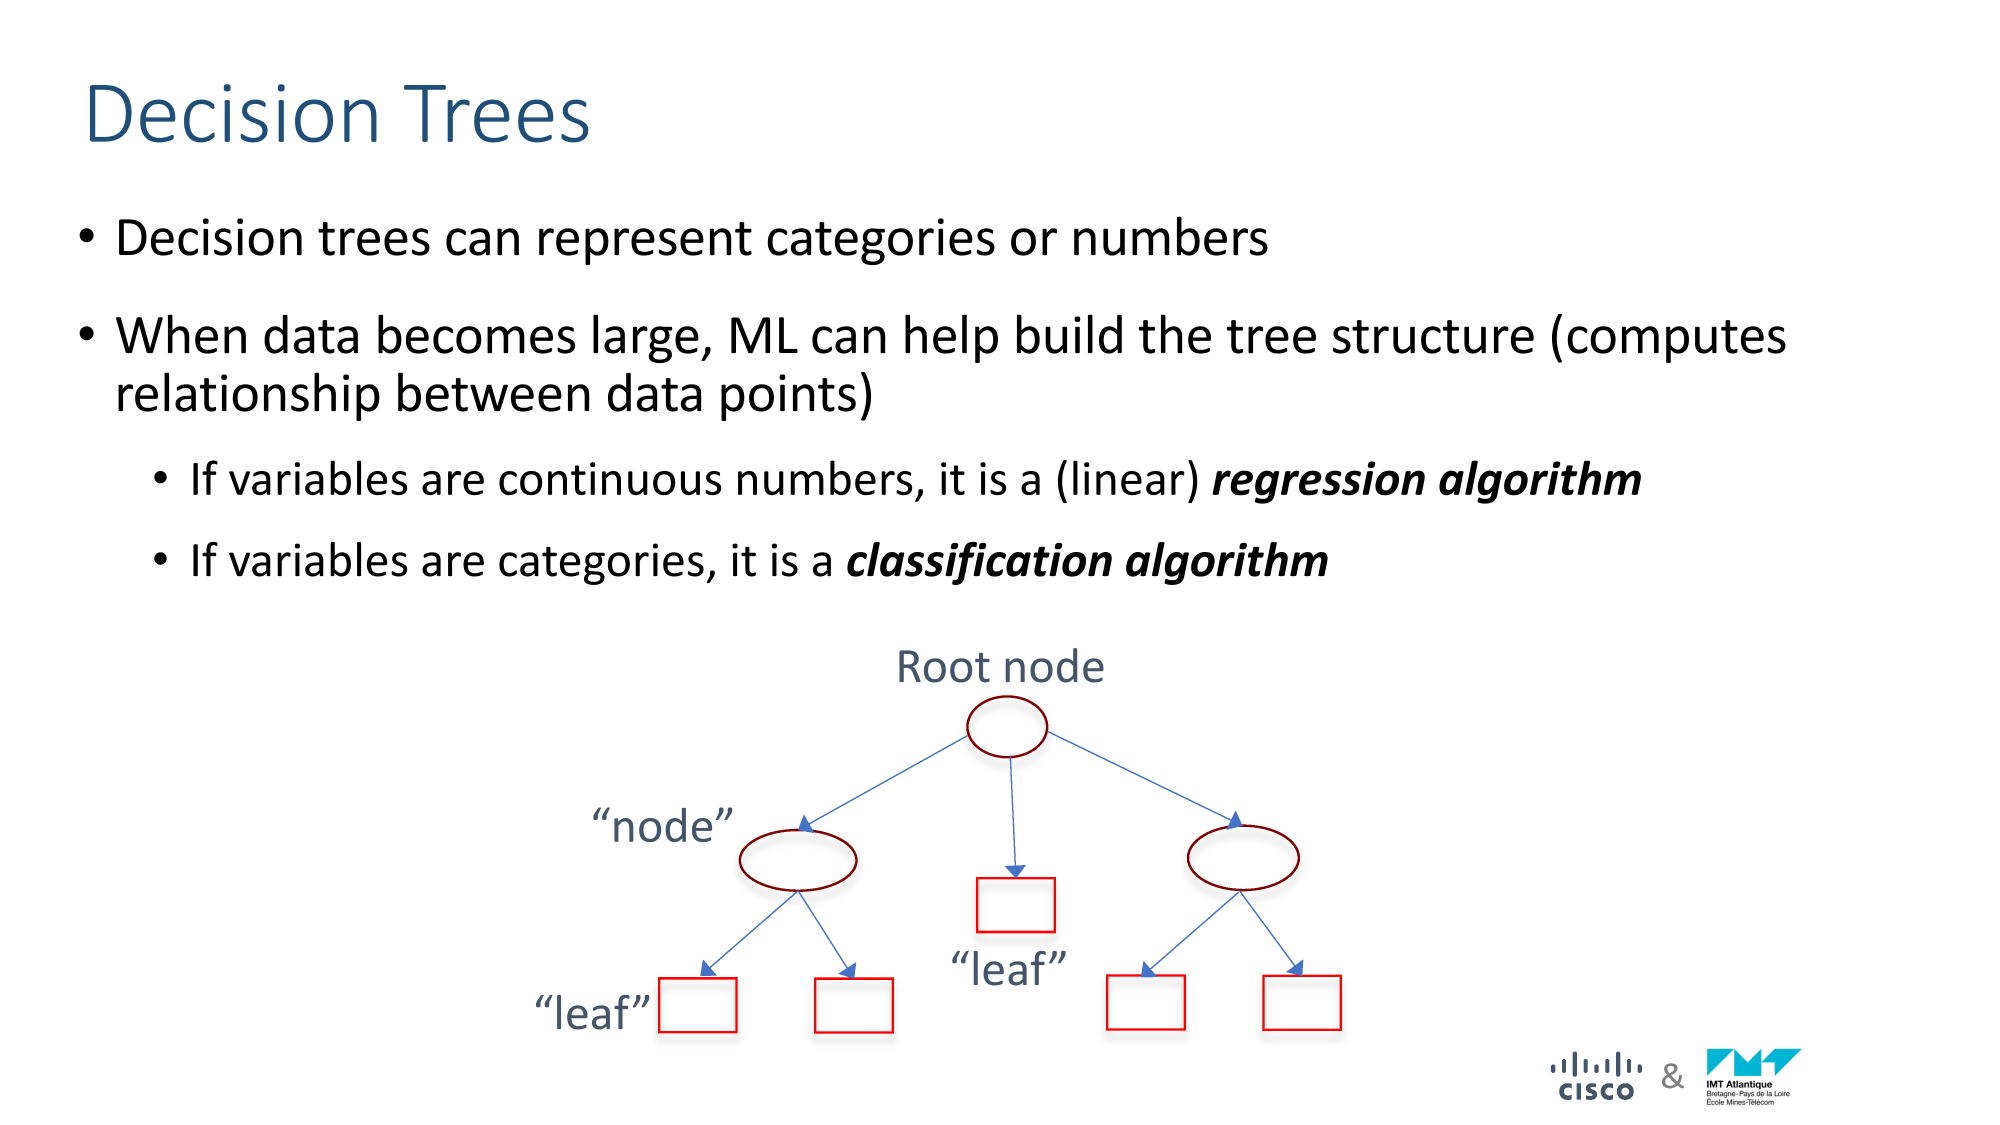 Decision Trees
• Decision trees can represent categories or numbers
• When data becomes large, ML can help build the tree structure (computes
relationship between data points)
• If variables are continuous numbers, it is a (linear) regression algorithm
• If variables are categories, it is a classification algorithm
Root node
“node”
“leaf”
“leaf”
CISCO & IMT Atlantique
Bretagne-Pays de la Loire
École Mines-Télécom